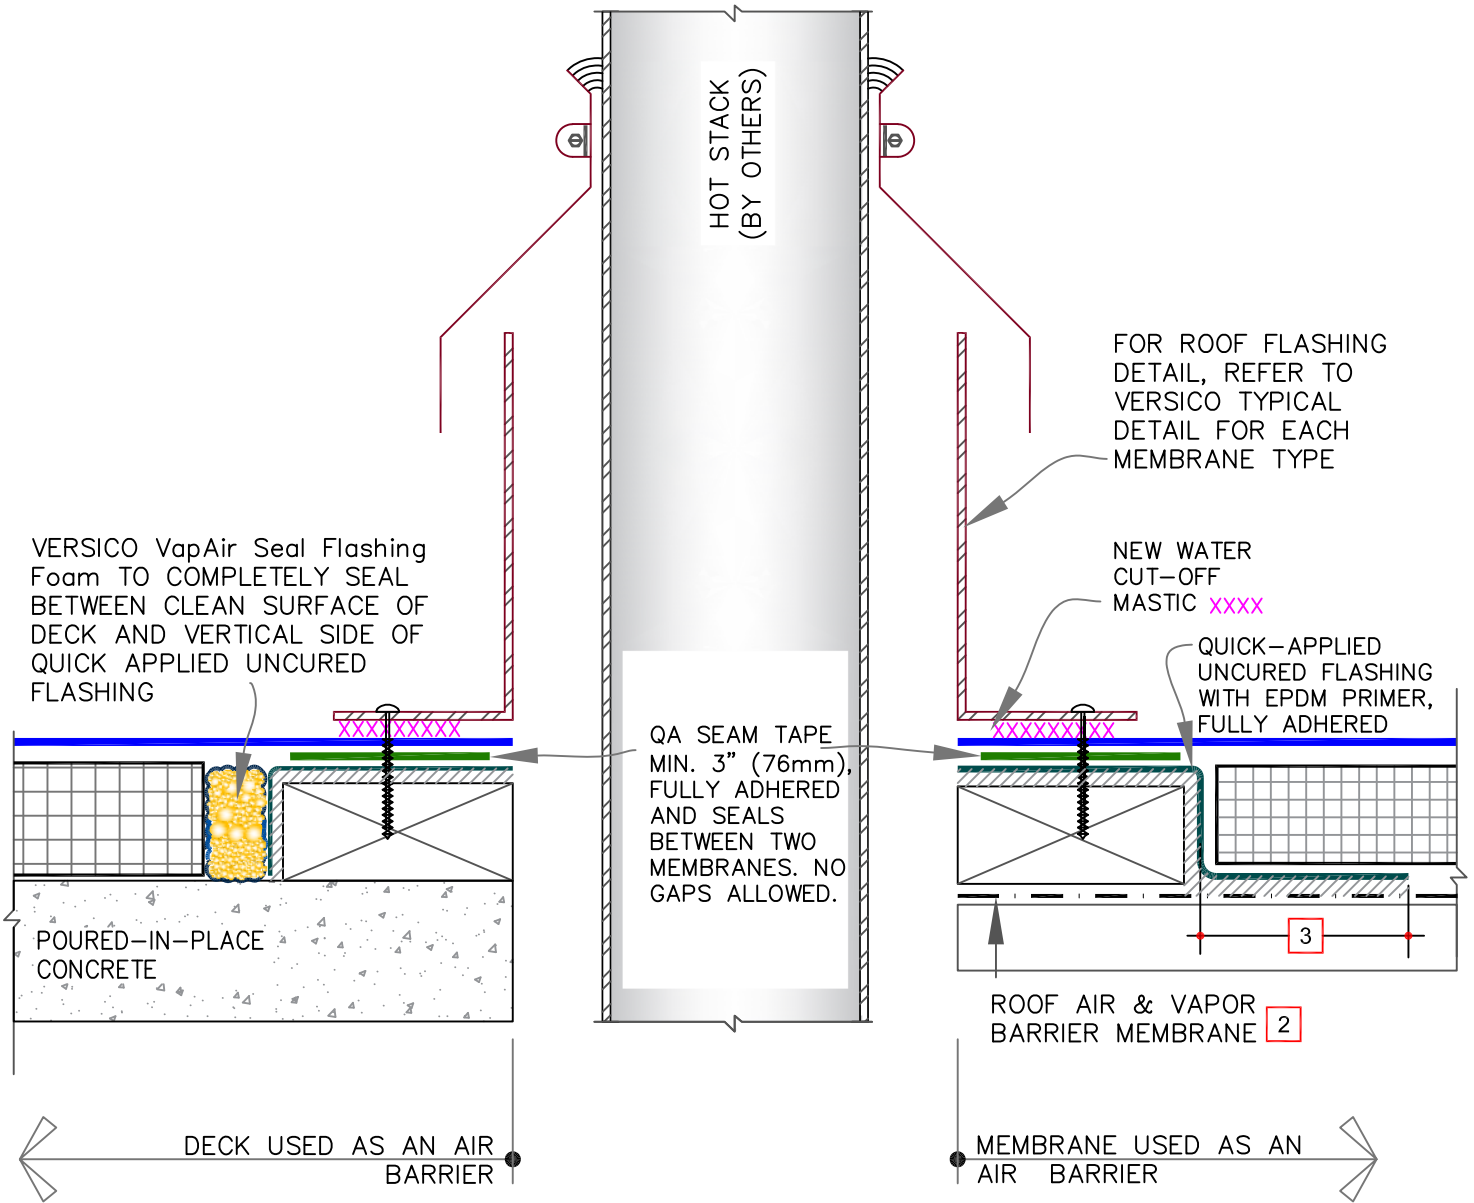 HOT STACK
(BY OTHERS)
FOR ROOF FLASHING
DETAIL, REFER TO
VERSICO TYPICAL
DETAIL FOR EACH
MEMBRANE TYPE
VERSICO VapAir Seal Flashing
Foam TO COMPLETELY SEAL
BETWEEN CLEAN SURFACE OF
DECK AND VERTICAL SIDE OF
QUICK APPLIED UNCURED
FLASHING
NEW WATER
CUT-OFF
MASTIC XXXX
QUICK-APPLIED
UNCURED FLASHING
WITH EPDM PRIMER,
FULLY ADHERED
XXXXXXXXX
XXXXXXXXX
QA SEAM TAPE
MIN. 3" (76mm),
FULLY ADHERED
AND SEALS
BETWEEN TWO
MEMBRANES. NO
GAPS ALLOWED.
POURED-IN-PLACE
CONCRETE
3
ROOF AIR & VAPOR
BARRIER MEMBRANE 2
DECK USED AS AN AIR
BARRIER
MEMBRANE USED AS AN
AIR BARRIER